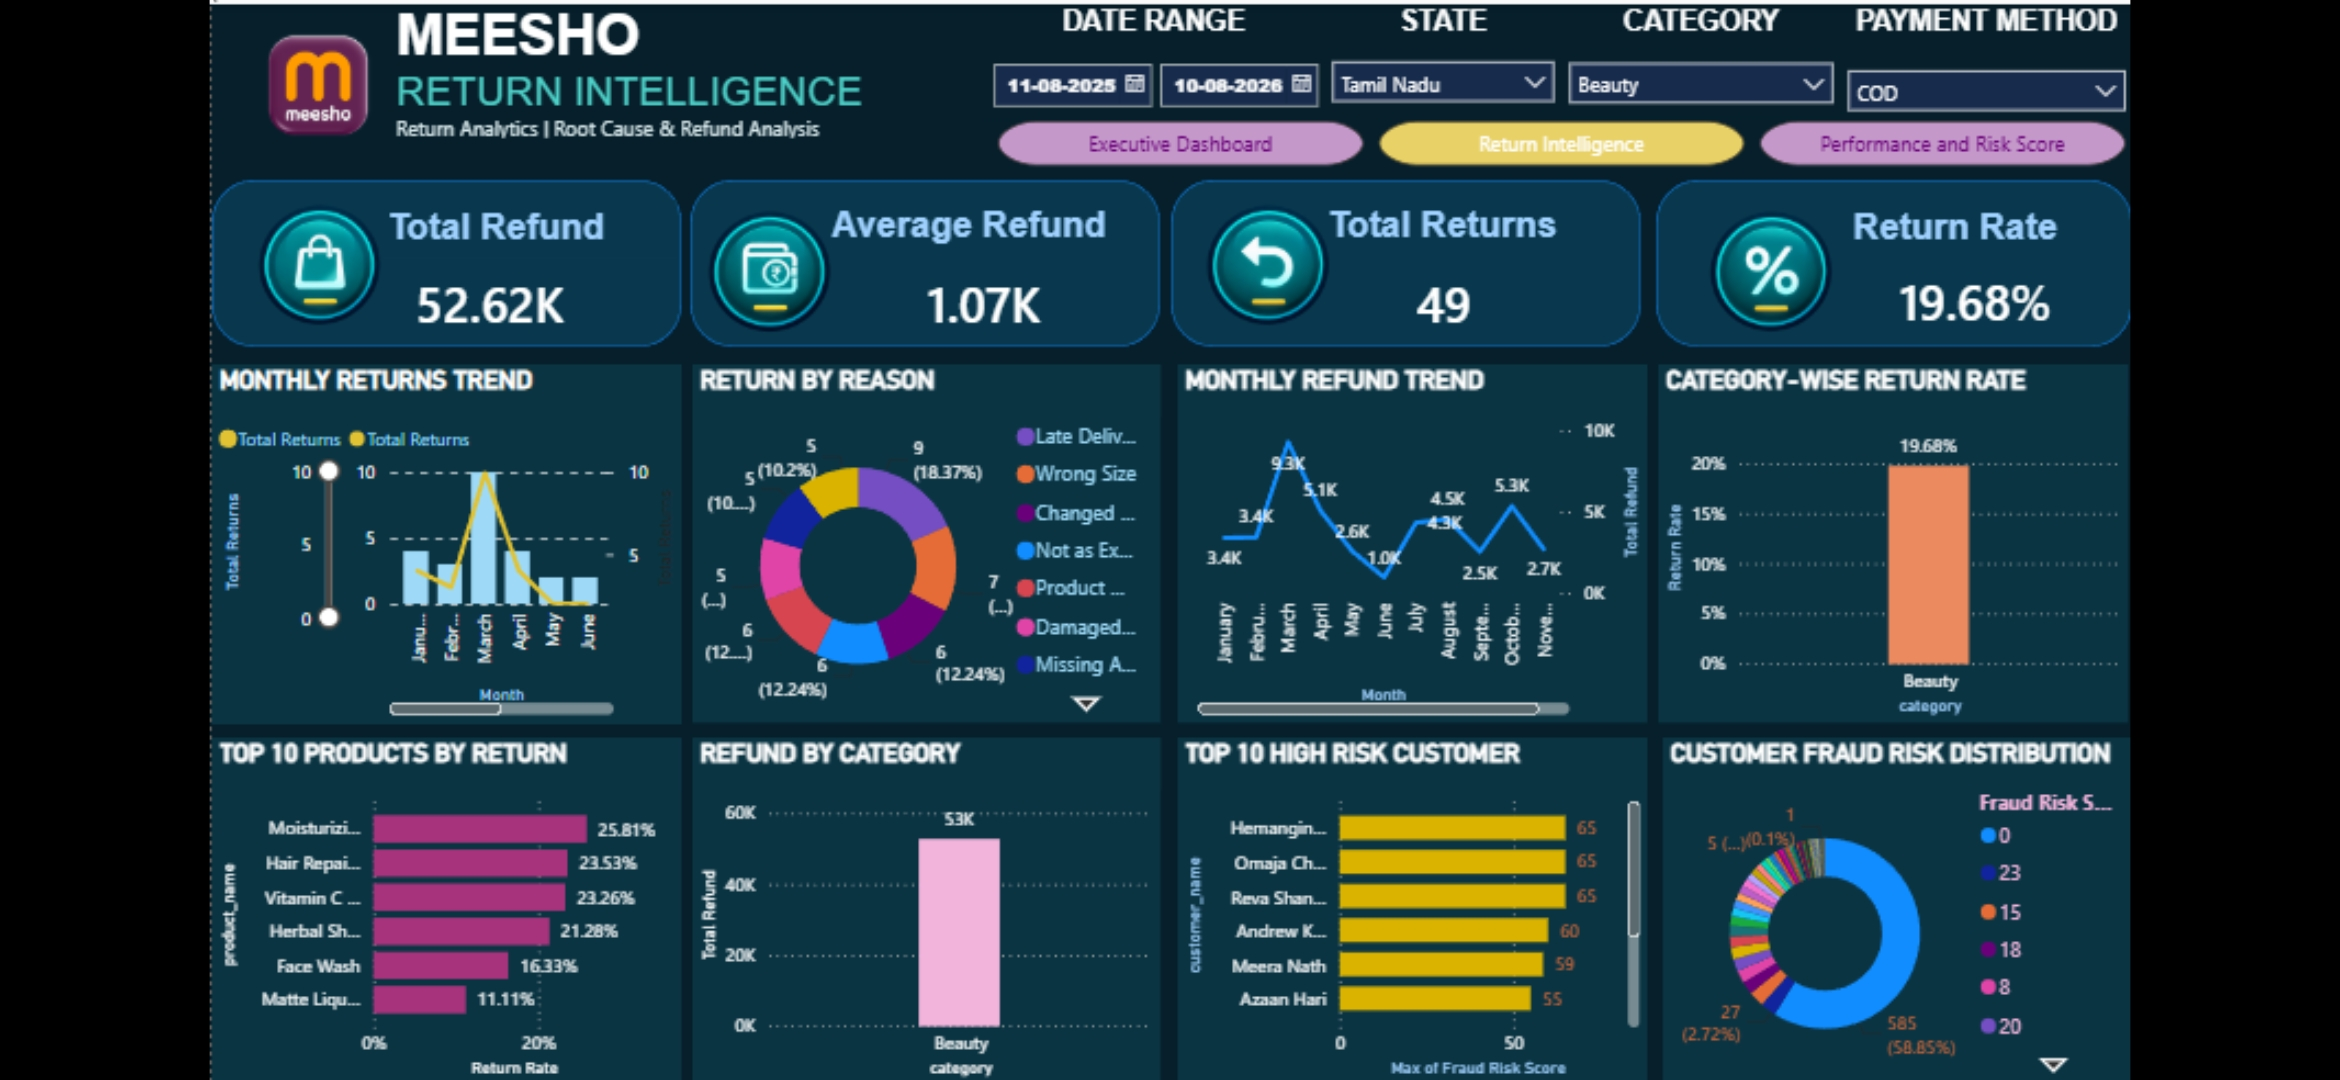 MEESHO
RETURN INTELLIGENCE
Return Analytics | Root Cause & Refund Analysis
meesho
DATE RANGE
STATE
CATEGORY
PAYMENT METHOD
11-08-2025
10-08-2026
Tamil Nadu
Beauty
COD
Executive Dashboard
Return Intelligence
Performance and Risk Score
Total Refund
52.62K
Average Refund
1.07K
Total Returns
49
Return Rate
19.68%
MONTHLY RETURNS TREND
Total Returns
Total Returns
Total Returns
10
5
0
10
5
0
10
5
Janu...
Febr...
March
April
May
June
Month
RETURN BY REASON
9
(18.37%)
7
(...)
6
(12.24%)
6
(12.24%)
6
(12....)
5
(...)
5
(10....)
5
(10.2%)
Late Deliv...
Wrong Size
Changed ...
Not as Ex...
Product ...
Damaged...
Missing A...
MONTHLY REFUND TREND
3.4K
3.4K
9.3K
5.1K
2.6K
1.0K
4.3K
4.5K
2.5K
5.3K
2.7K
10K
5K
0K
Total Refund
January
Febru...
March
April
May
June
July
August
Septe...
Octob...
Nove...
Month
CATEGORY-WISE RETURN RATE
Return Rate
20%
15%
10%
5%
0%
19.68%
Beauty
category
TOP 10 PRODUCTS BY RETURN
product_name
Moisturizi...
25.81%
Hair Repai...
23.53%
Vitamin C ...
23.26%
Herbal Sh...
21.28%
Face Wash
16.33%
Matte Liqu...
11.11%
0%
20%
Return Rate
REFUND BY CATEGORY
Total Refund
60K
40K
20K
0K
53K
Beauty
category
TOP 10 HIGH RISK CUSTOMER
customer_name
Hemangin...
65
Omaja Ch...
65
Reva Shan...
65
Andrew K...
60
Meera Nath
59
Azaan Hari
55
0
50
Max of Fraud Risk Score
CUSTOMER FRAUD RISK DISTRIBUTION
1
(0.1%)
5 (...)
27
(2.72%)
585
(58.85%)
Fraud Risk S...
0
23
15
18
8
20